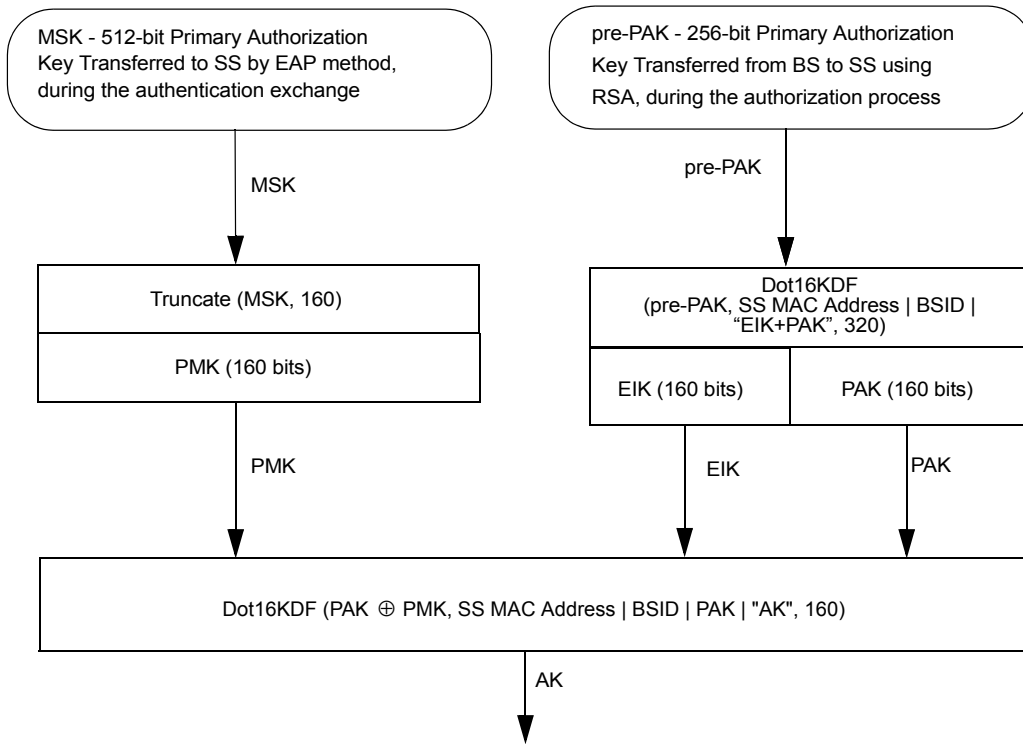 MSK - 512-bit Primary Authorization
Key Transferred to SS by EAP method,
during the authentication exchange
pre-PAK - 256-bit Primary Authorization
Key Transferred from BS to SS using
RSA, during the authorization process
MSK
pre-PAK
Truncate (MSK, 160)
PMK (160 bits)
Dot16KDF
(pre-PAK, SS MAC Address | BSID |
“EIK+PAK”, 320)
EIK (160 bits)
PAK (160 bits)
PMK
EIK
PAK
Dot16KDF (PAK ⊕ PMK, SS MAC Address | BSID | PAK | "AK", 160)
AK